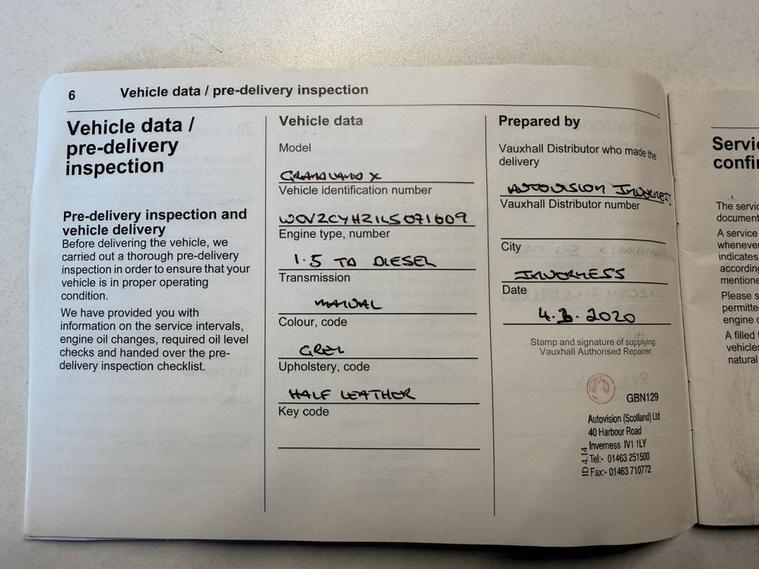 6 Vehicle data / pre-delivery inspection
Vehicle data /
pre-delivery
inspection
Pre-delivery inspection and
vehicle delivery
Before delivering the vehicle, we
carried out a thorough pre-delivery
inspection in order to ensure that your
vehicle is in proper operating
condition.
We have provided you with
information on the service intervals,
engine oil changes, required oil level
checks and handed over the pre-
delivery inspection checklist.
Vehicle data
Model
GRANDLAND X
Vehicle identification number
W0VZCYHZ1LS071609
Engine type, number
1.5 TD DIESEL
Transmission
MANUAL
Colour, code
GREY
Upholstery, code
HALF LEATHER
Key code
Prepared by
Vauxhall Distributor who made the
delivery
AUTOVISION INVERNESS
Vauxhall Distributor number
City
INVERNESS
Date
4.3.2020
Stamp and signature of supplying
Vauxhall Authorised Repairer
GBN129
Autovision (Scotland) Ltd
40 Harbour Road
Inverness IV1 1LY
Tel:- 01463 251500
Fax:- 01463 710772
ID 4.14
Servi
confi
The servic
document
A service
whenever
indicates
according
mentione
Please s
permitte
engine o
A filled
vehicles
natural